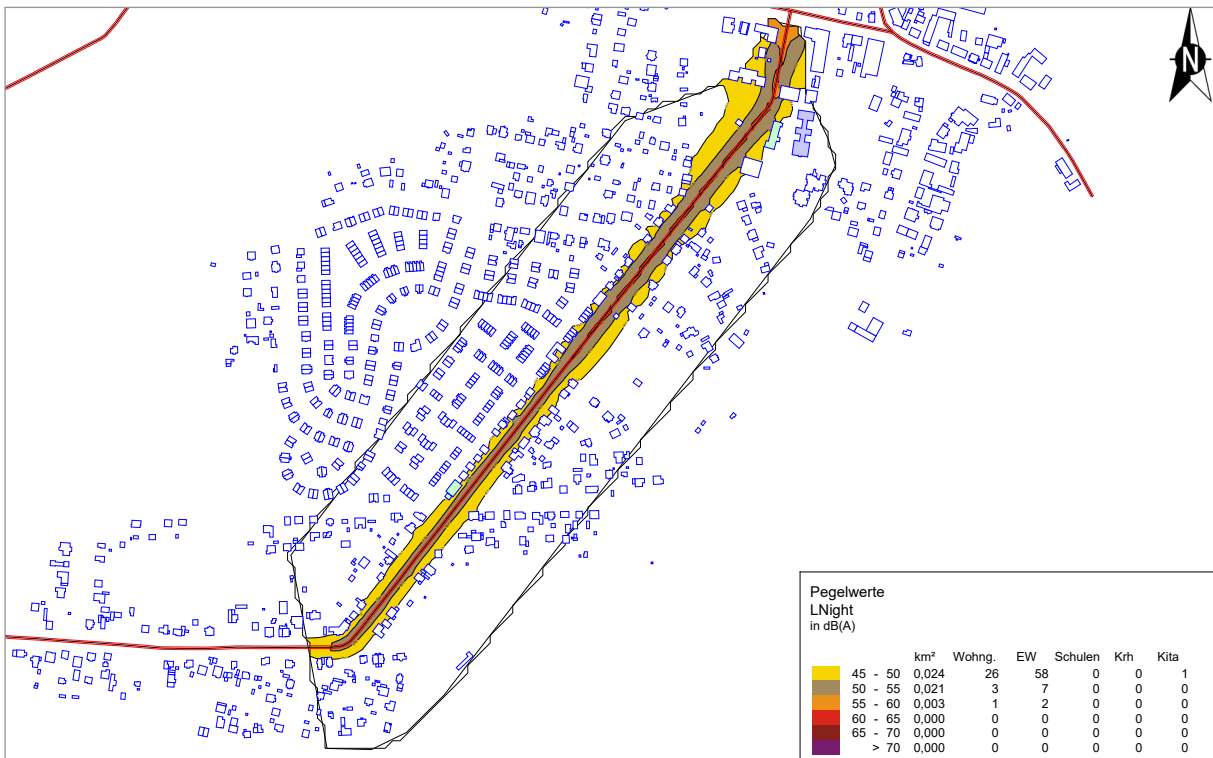 N
Pegelwerte
LNight
in dB(A)
km² Wohng. EW Schulen Krh Kita
45 - 50 0,024 26 58 0 0 1
50 - 55 0,021 3 7 0 0 0
55 - 60 0,003 1 2 0 0 0
60 - 65 0,000 0 0 0 0 0
65 - 70 0,000 0 0 0 0 0
> 70 0,000 0 0 0 0 0